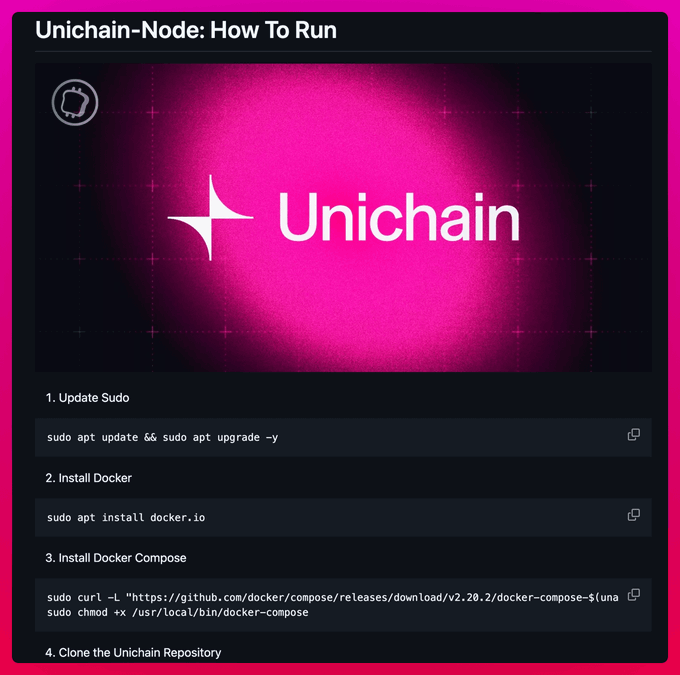 Unichain-Node: How To Run
Unichain
1. Update Sudo
sudo apt update && sudo apt upgrade -y
2. Install Docker
sudo apt install docker.io
3. Install Docker Compose
sudo curl -L "https://github.com/docker/compose/releases/download/v2.20.2/docker-compose-$(una
sudo chmod +x /usr/local/bin/docker-compose
4. Clone the Unichain Repository